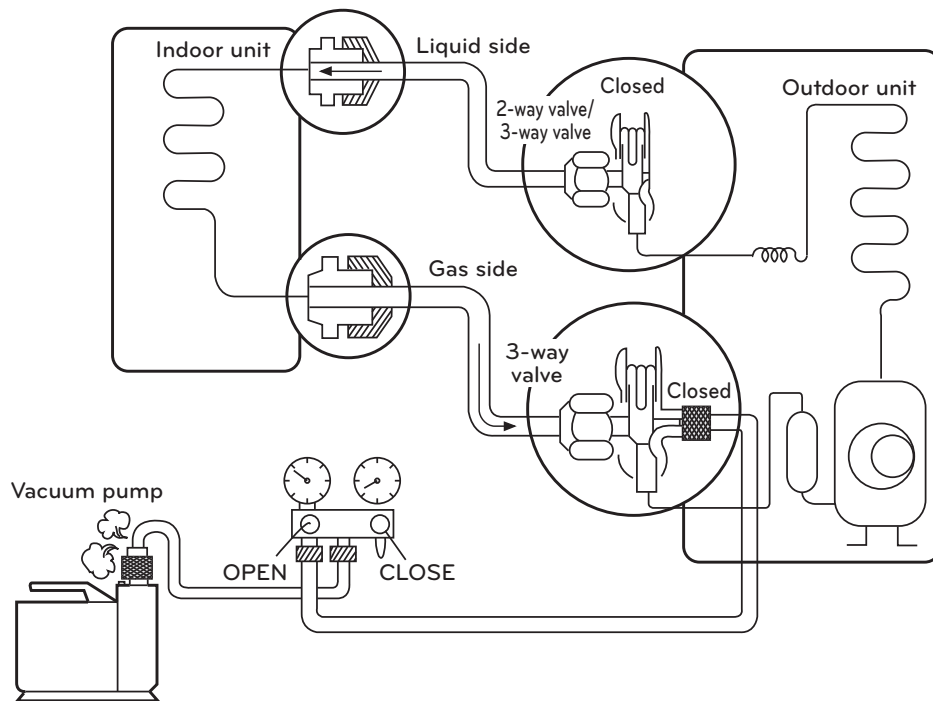 Indoor unit
Liquid side
Closed
2-way valve/
3-way valve
Outdoor unit
Gas side
3-way
valve
Closed
Vacuum pump
OPEN
CLOSE